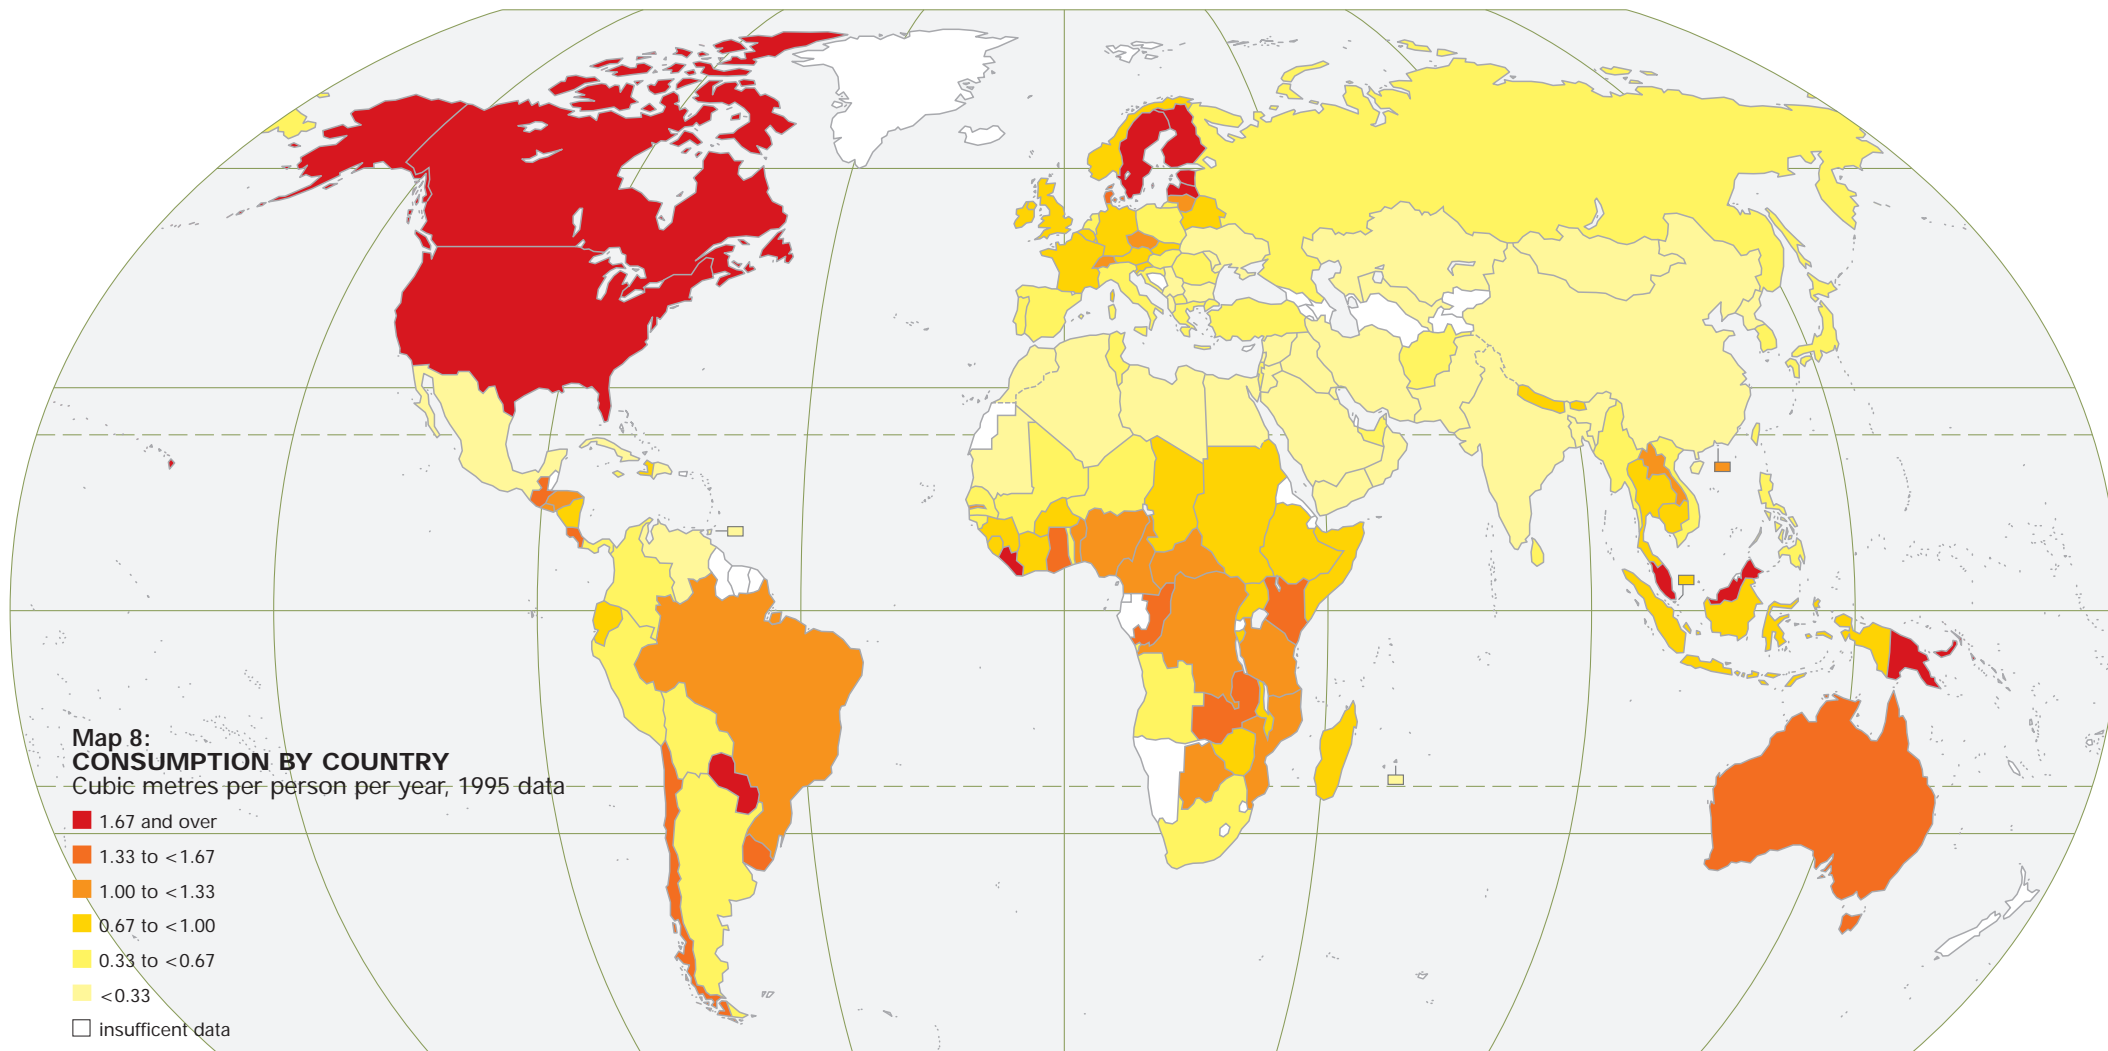 Map 8:
CONSUMPTION BY COUNTRY
Cubic metres per person per year, 1995 data
1.67 and over
1.33 to <1.67
1.00 to <1.33
0.67 to <1.00
0.33 to <0.67
<0.33
insufficent data